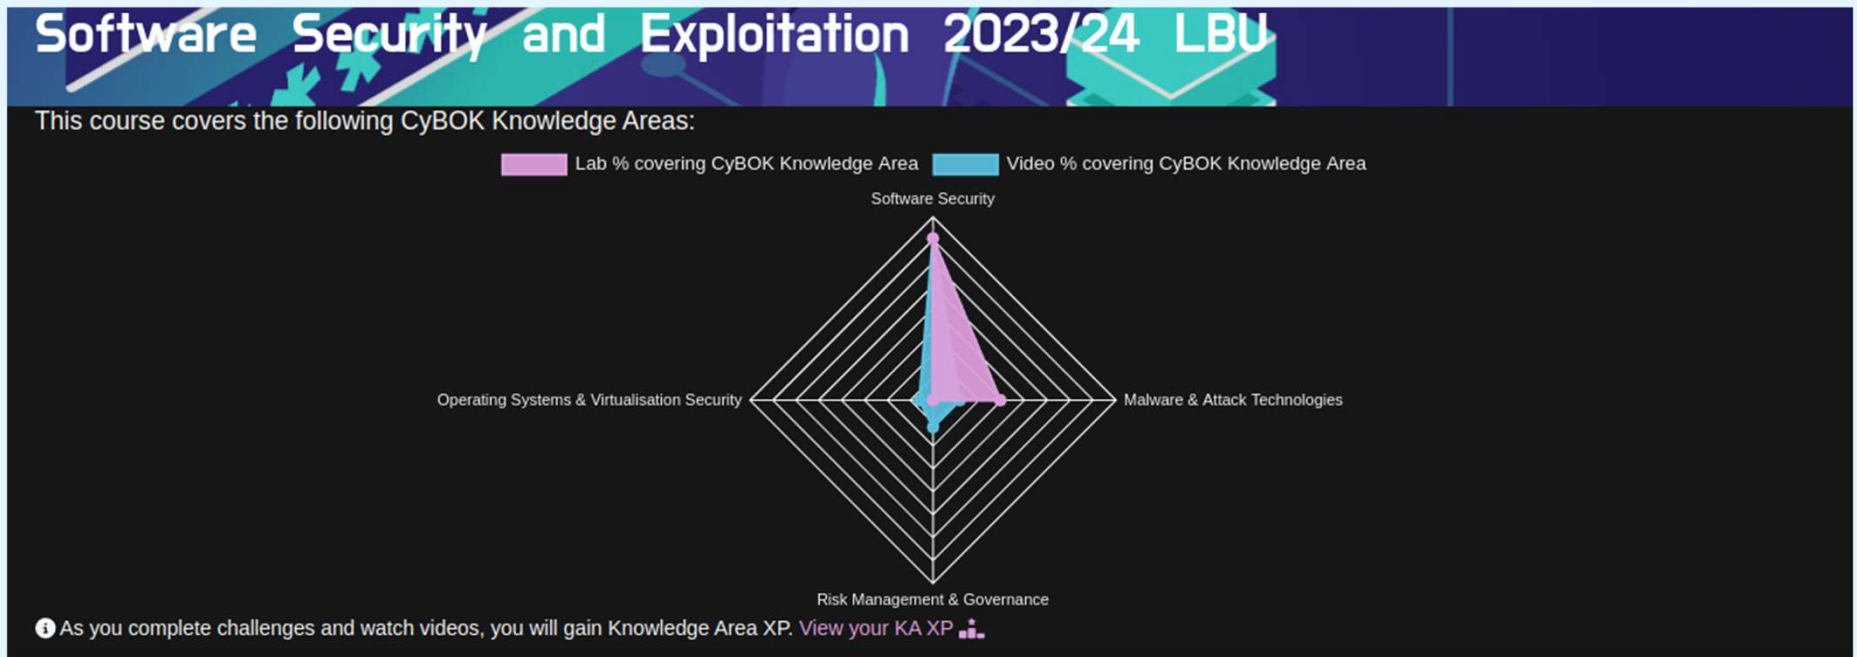 Software Security and Exploitation 2023/24 LBU
This course covers the following CyBOK Knowledge Areas:
Lab % covering CyBOK Knowledge Area Video % covering CyBOK Knowledge Area
Software Security
Operating Systems & Virtualisation Security Malware & Attack Technologies
Risk Management & Governance
As you complete challenges and watch videos, you will gain Knowledge Area XP. View your KA XP